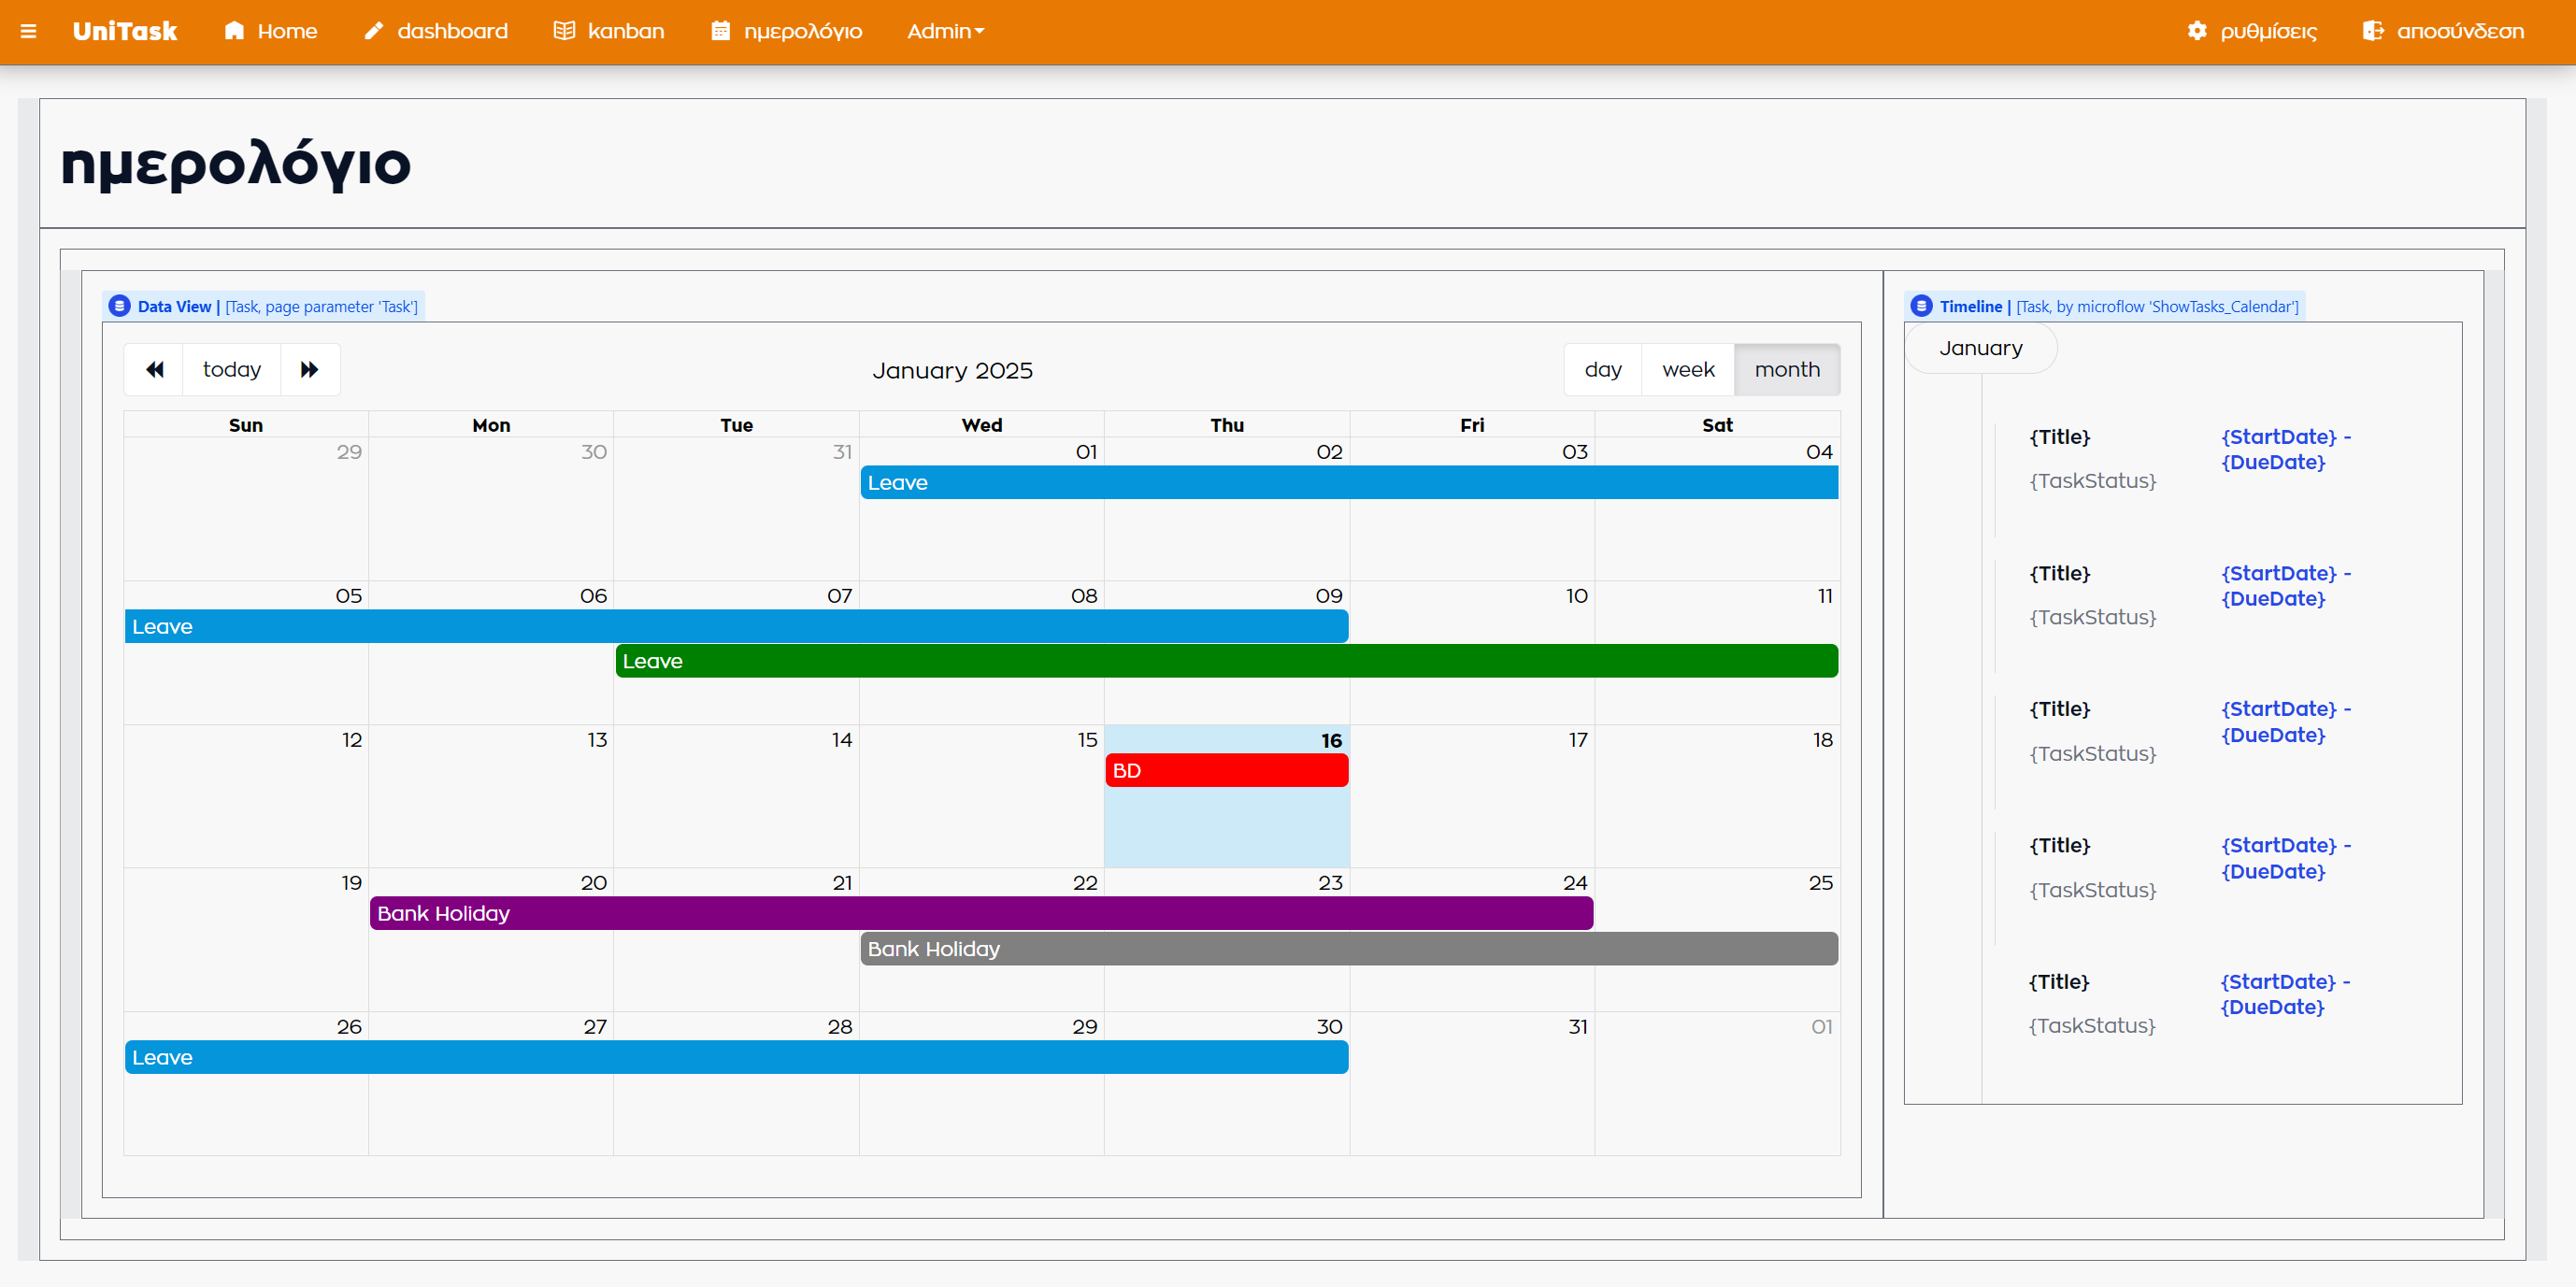 UniTask Home dashboard kanban ημερολόγιο Admin ρυθμίσεις αποσύνδεση
ημερολόγιο
Data View | [Task, page parameter 'Task']
today January 2025 day week month
Sun Mon Tue Wed Thu Fri Sat
29 30 31 01 02 03 04
Leave
05 06 07 08 09 10 11
Leave
Leave
12 13 14 15 16 17 18
BD
19 20 21 22 23 24 25
Bank Holiday
Bank Holiday
26 27 28 29 30 31 01
Leave
Timeline | [Task, by microflow 'ShowTasks_Calendar']
January
{Title} {StartDate} -
{DueDate}
{TaskStatus}
{Title} {StartDate} -
{DueDate}
{TaskStatus}
{Title} {StartDate} -
{DueDate}
{TaskStatus}
{Title} {StartDate} -
{DueDate}
{TaskStatus}
{Title} {StartDate} -
{DueDate}
{TaskStatus}